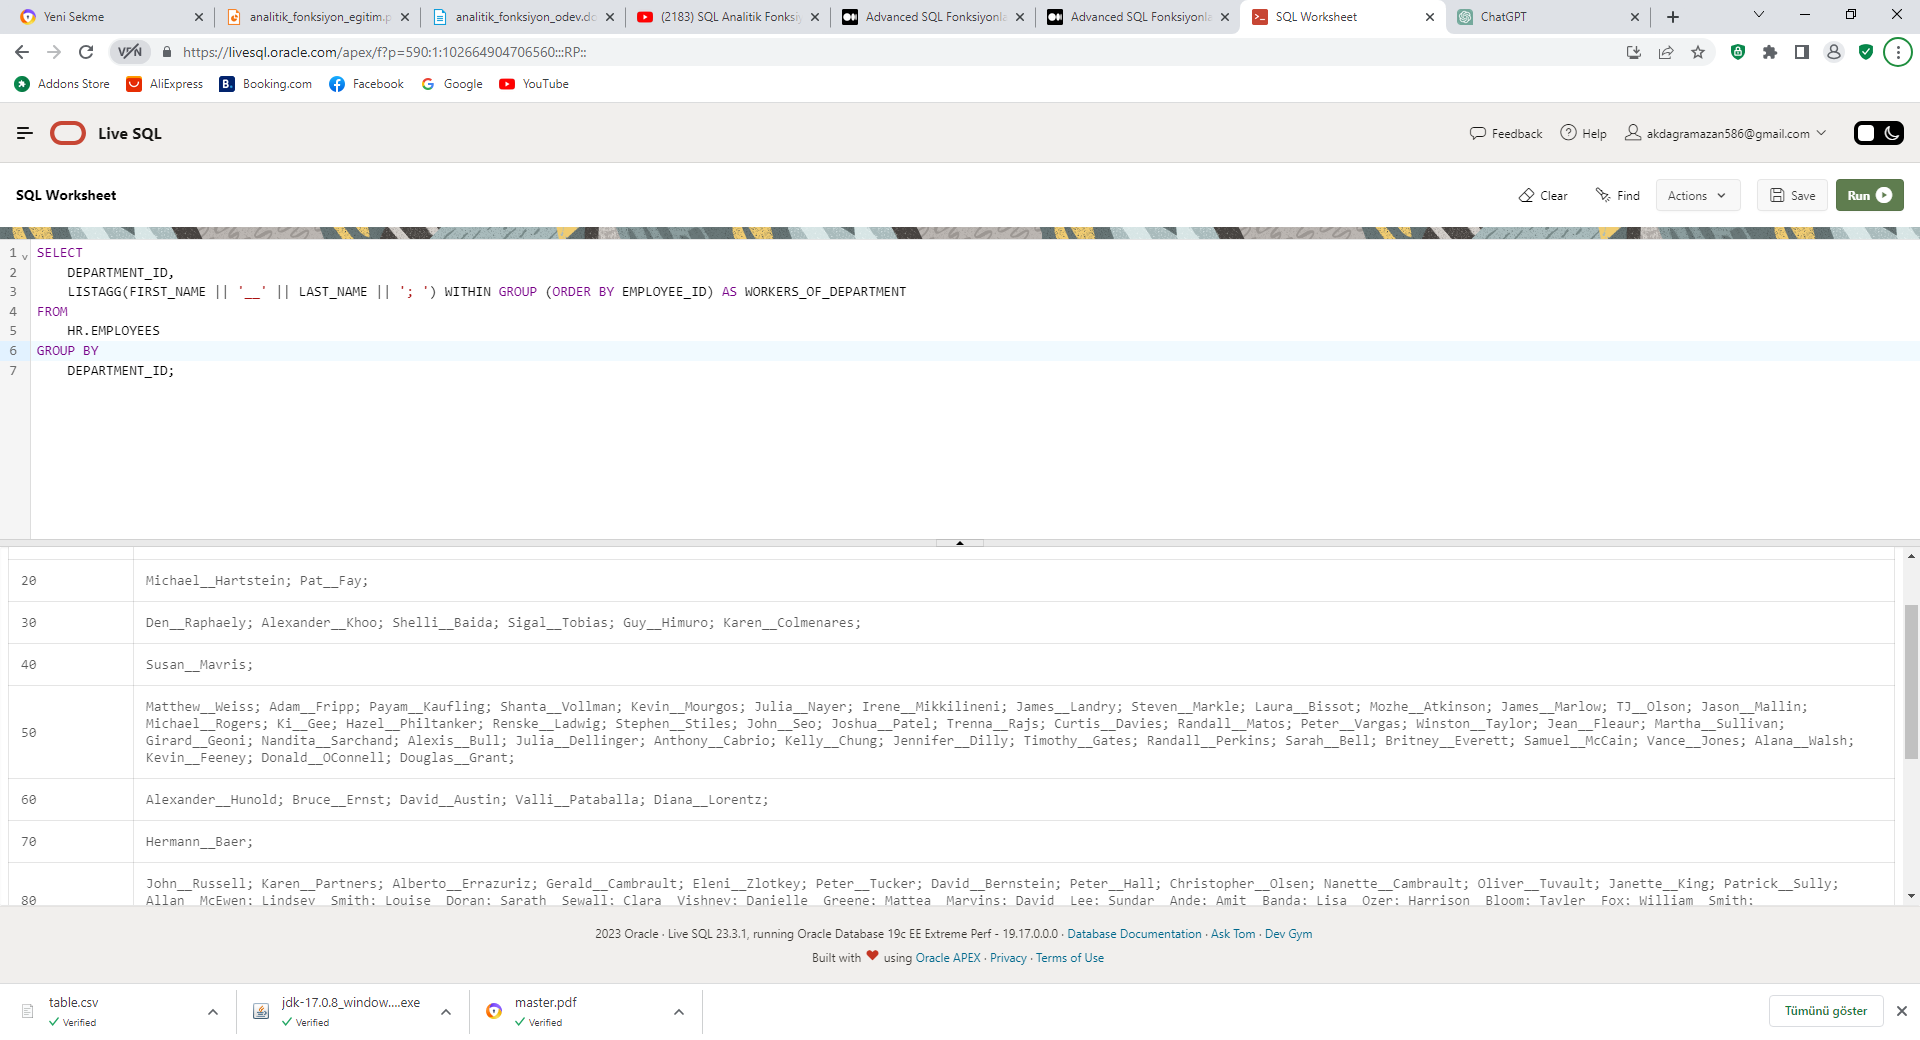 Yeni Sekme
analitik_fonksiyon_egitim.p
analitik_fonksiyon_odev.do
(2183) SQL Analitik Fonksiy
Advanced SQL Fonksiyonla
Advanced SQL Fonksiyonla
SQL Worksheet
ChatGPT
VPN
https://livesql.oracle.com/apex/f?p=590:1:102664904706560:::RP::
Addons Store
AliExpress
Booking.com
Facebook
Google
YouTube
Live SQL
Feedback
Help
akdagramazan586@gmail.com
SQL Worksheet
Clear
Find
Actions
Save
Run
1 SELECT
2 DEPARTMENT_ID,
3 LISTAGG(FIRST_NAME || '__' || LAST_NAME || '; ') WITHIN GROUP (ORDER BY EMPLOYEE_ID) AS WORKERS_OF_DEPARTMENT
4 FROM
5 HR.EMPLOYEES
6 GROUP BY
7 DEPARTMENT_ID;
20 Michael__Hartstein; Pat__Fay;
30 Den__Raphaely; Alexander__Khoo; Shelli__Baida; Sigal__Tobias; Guy__Himuro; Karen__Colmenares;
40 Susan__Mavris;
50
Matthew__Weiss; Adam__Fripp; Payam__Kaufling; Shanta__Vollman; Kevin__Mourgos; Julia__Nayer; Irene__Mikkilineni; James__Landry; Steven__Markle; Laura__Bissot; Mozhe__Atkinson; James__Marlow; TJ__Olson; Jason__Mallin;
Michael__Rogers; Ki__Gee; Hazel__Philtanker; Renske__Ladwig; Stephen__Stiles; John__Seo; Joshua__Patel; Trenna__Rajs; Curtis__Davies; Randall__Matos; Peter__Vargas; Winston__Taylor; Jean__Fleaur; Martha__Sullivan;
Girard__Geoni; Nandita__Sarchand; Alexis__Bull; Julia__Dellinger; Anthony__Cabrio; Kelly__Chung; Jennifer__Dilly; Timothy__Gates; Randall__Perkins; Sarah__Bell; Britney__Everett; Samuel__McCain; Vance__Jones; Alana__Walsh;
Kevin__Feeney; Donald__OConnell; Douglas__Grant;
60 Alexander__Hunold; Bruce__Ernst; David__Austin; Valli__Pataballa; Diana__Lorentz;
70 Hermann__Baer;
80
John__Russell; Karen__Partners; Alberto__Errazuriz; Gerald__Cambrault; Eleni__Zlotkey; Peter__Tucker; David__Bernstein; Peter__Hall; Christopher__Olsen; Nanette__Cambrault; Oliver__Tuvault; Janette__King; Patrick__Sully;
Allan__McEwen; Lindsey__Smith; Louise__Doran; Sarath__Sewall; Clara__Vishney; Danielle__Greene; Mattea__Marvins; David__Lee; Sundar__Ande; Amit__Banda; Lisa__Ozer; Harrison__Bloom; Tayler__Fox; William__Smith;
2023 Oracle · Live SQL 23.3.1, running Oracle Database 19c EE Extreme Perf - 19.17.0.0.0 · Database Documentation · Ask Tom · Dev Gym
Built with ❤ using Oracle APEX · Privacy · Terms of Use
table.csv
Verified
jdk-17.0.8_window....exe
Verified
master.pdf
Verified
Tümünü göster